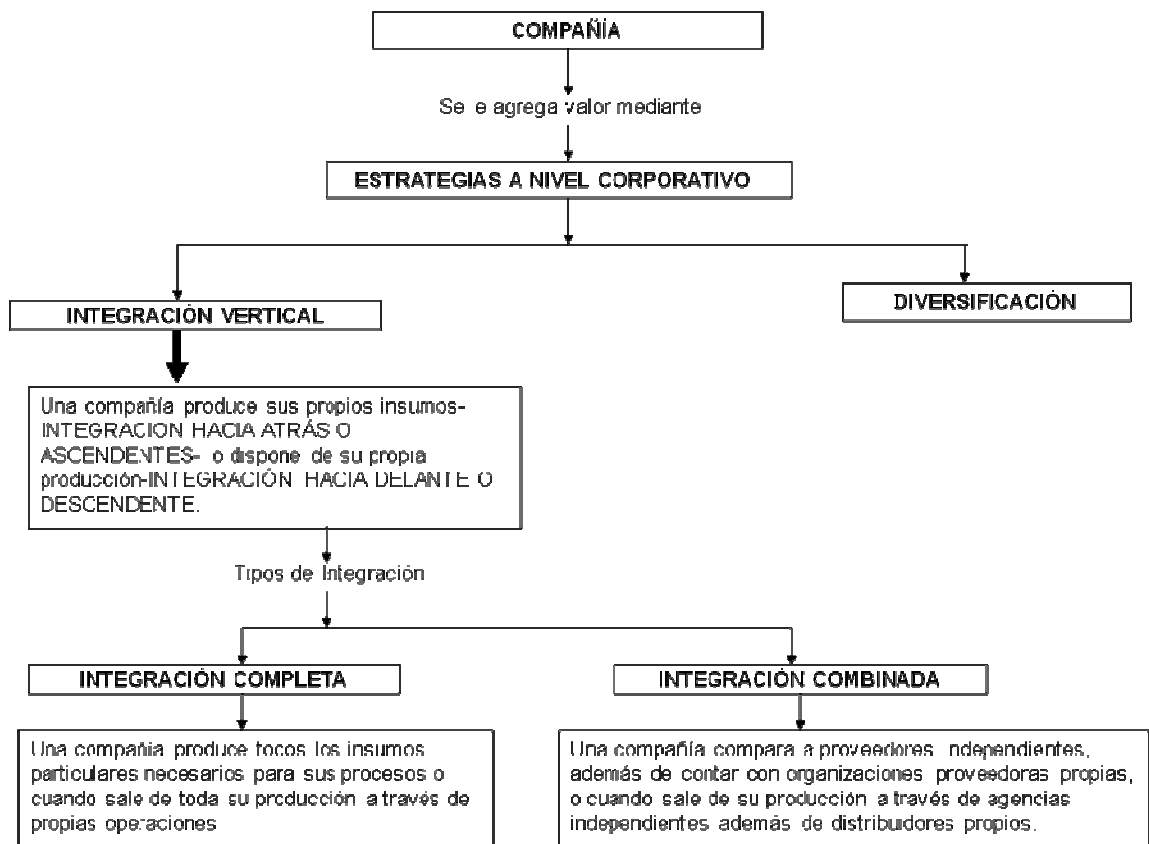 COMPAÑÍA
Se e agrega valor mediante
ESTRATEGIAS A NIVEL CORPORATIVO
INTEGRACIÓN VERTICAL
DIVERSIFICACIÓN
Una compañía produce sus propios insumos-
INTEGRACION HACIA ATRÁS O
ASCENDENTES- o dispone de su propia
producción-INTEGRACIÓN HACIA DELANTE O
DESCENDENTE.
Tipos de Integración
INTEGRACIÓN COMPLETA
INTEGRACIÓN COMBINADA
Una compañía produce tocos los insumos
particulares necesarios para sus procesos o
cuando sale de toda su producción a través de
propias operaciones
Una compañía compara a proveedores ndependientes,
además de contar con organizaciones proveedoras propias,
o cuando sale de su producción a través de agencias
independientes además de distribuidores propios.